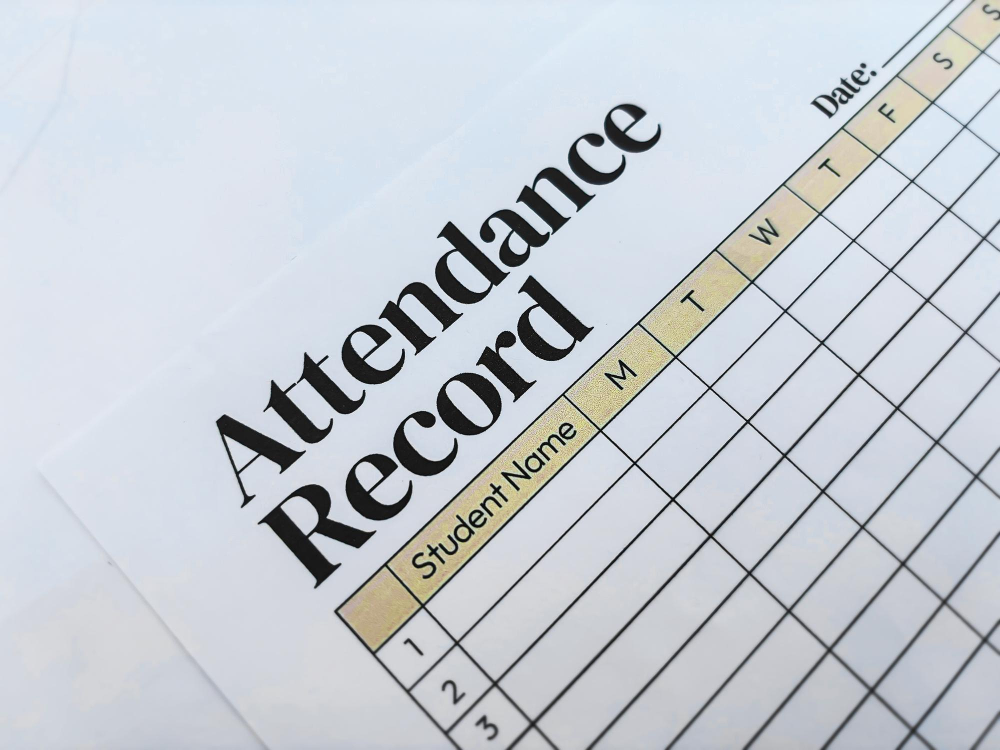 Attendance
Record
Date:
Student Name M T W T F S S
1
2
3